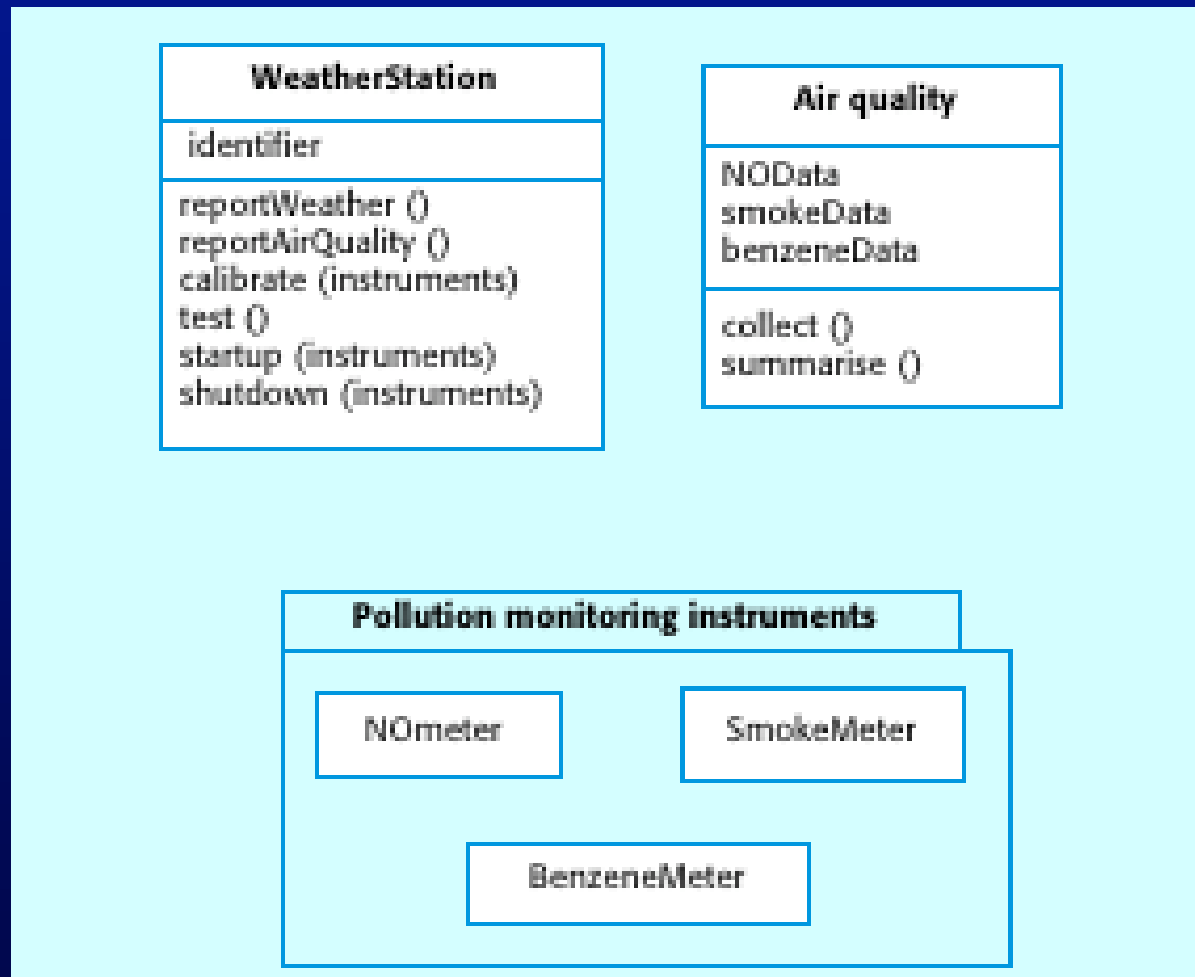 WeatherStation
identifier
reportWeather ()
reportAirQuality ()
calibrate (instruments)
test ()
startup (instruments)
shutdown (instruments)
Air quality
NOData
smokeData
benzeneData
collect ()
summarise ()
Pollution monitoring instruments
NOmeter
SmokeMeter
BenzeneMeter